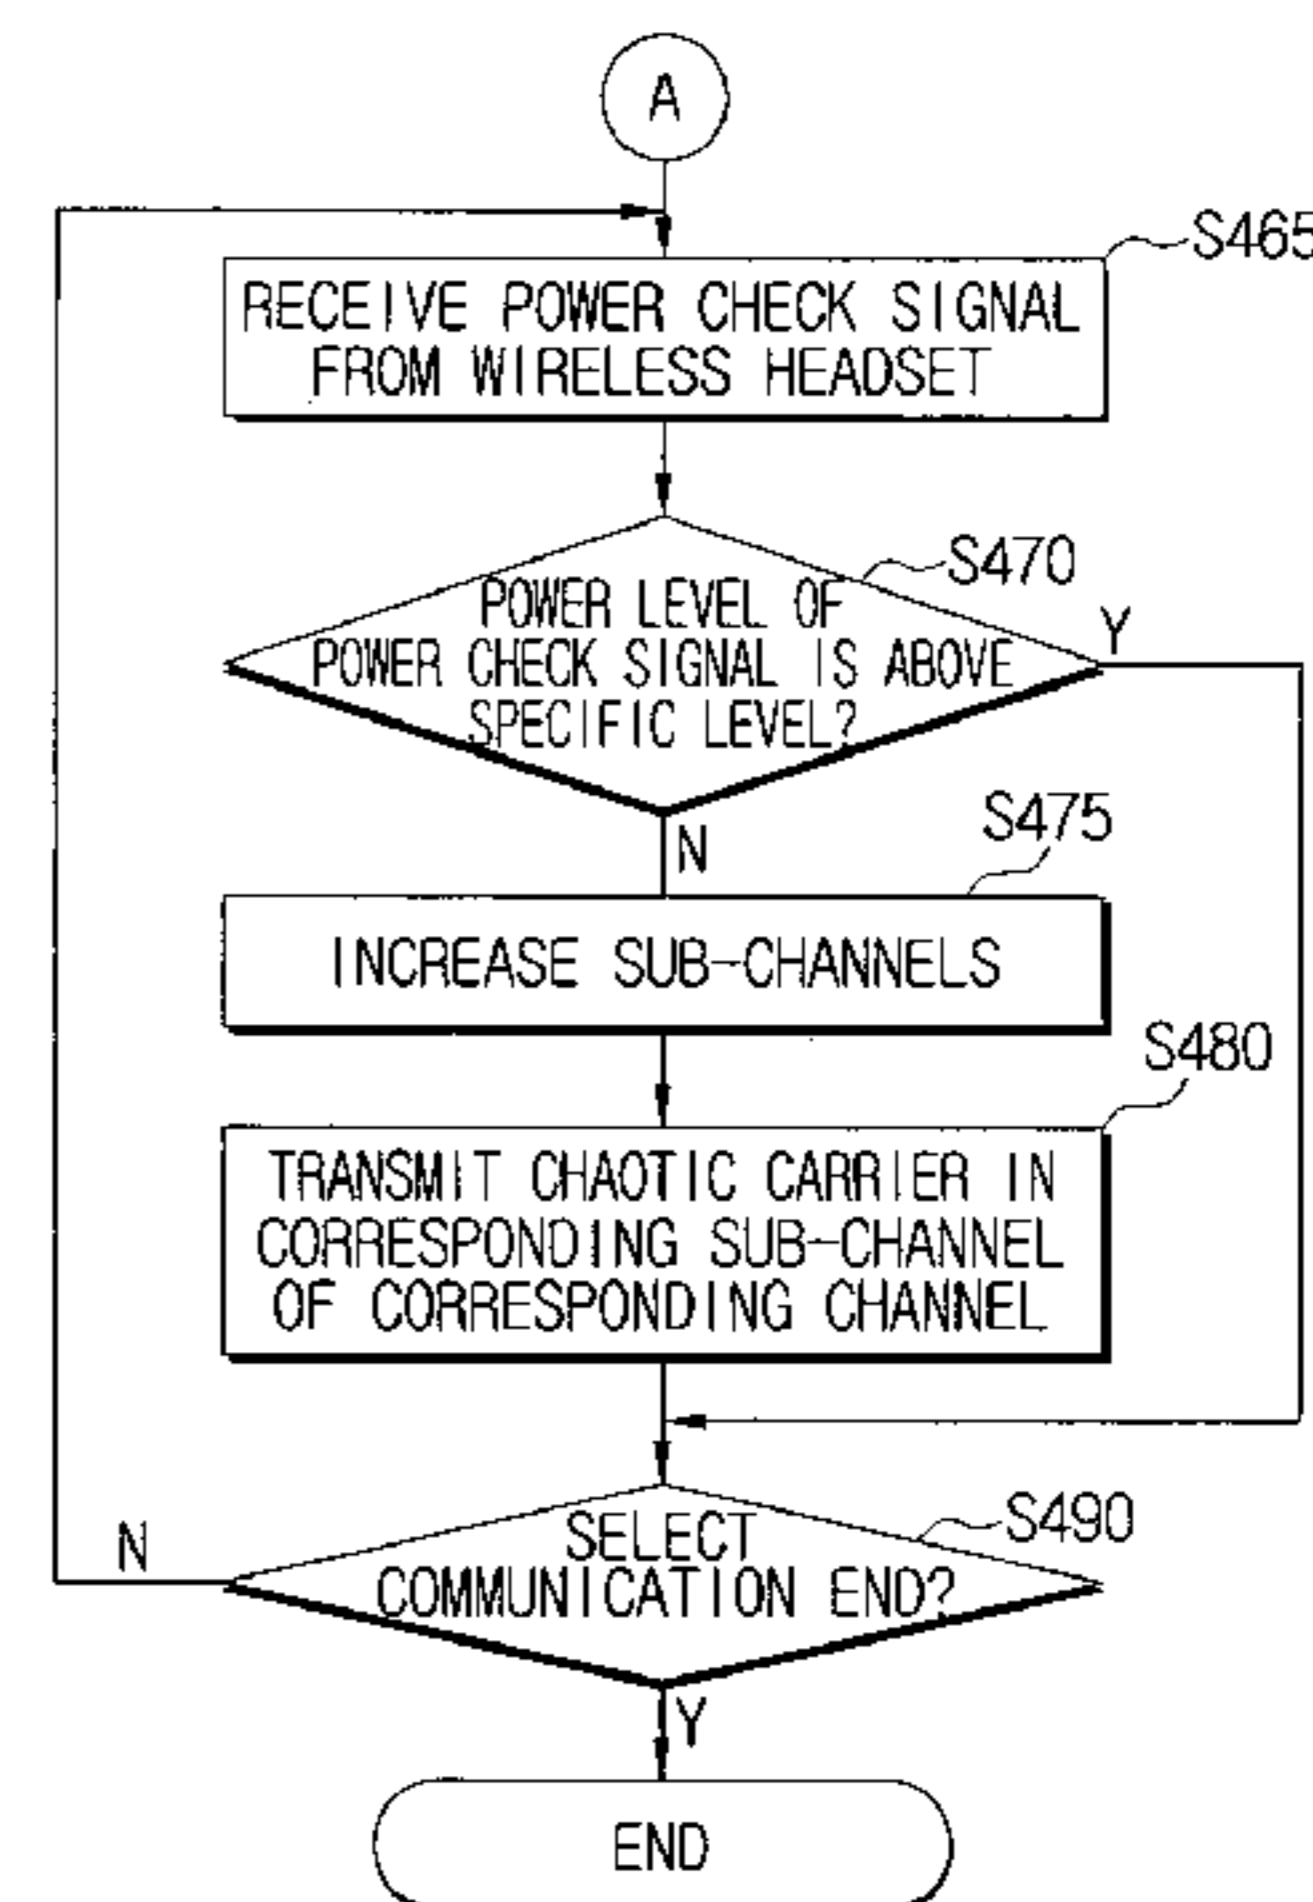 A
S465
RECEIVE POWER CHECK SIGNAL
FROM WIRELESS HEADSET
S470
POWER LEVEL OF
POWER CHECK SIGNAL IS ABOVE
SPECIFIC LEVEL?
Y
N
S475
INCREASE SUB-CHANNELS
S480
TRANSMIT CHAOTIC CARRIER IN
CORRESPONDING SUB-CHANNEL
OF CORRESPONDING CHANNEL
S490
SELECT
COMMUNICATION END?
N
Y
END